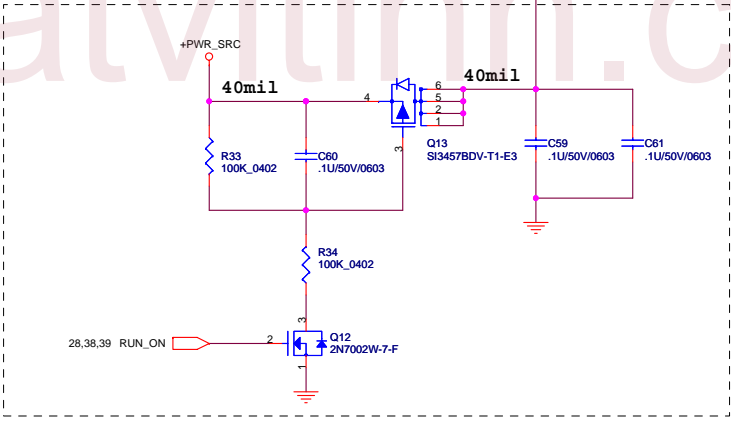 +PWR_SRC
40mil
40mil
4
6
5
2
1
3
Q13
SI3457BDV-T1-E3
R33
100K_0402
C60
.1U/50V/0603
C59
.1U/50V/0603
C61
.1U/50V/0603
R34
100K_0402
3
Q12
2N7002W-7-F
28,38,39 RUN_ON
2
1